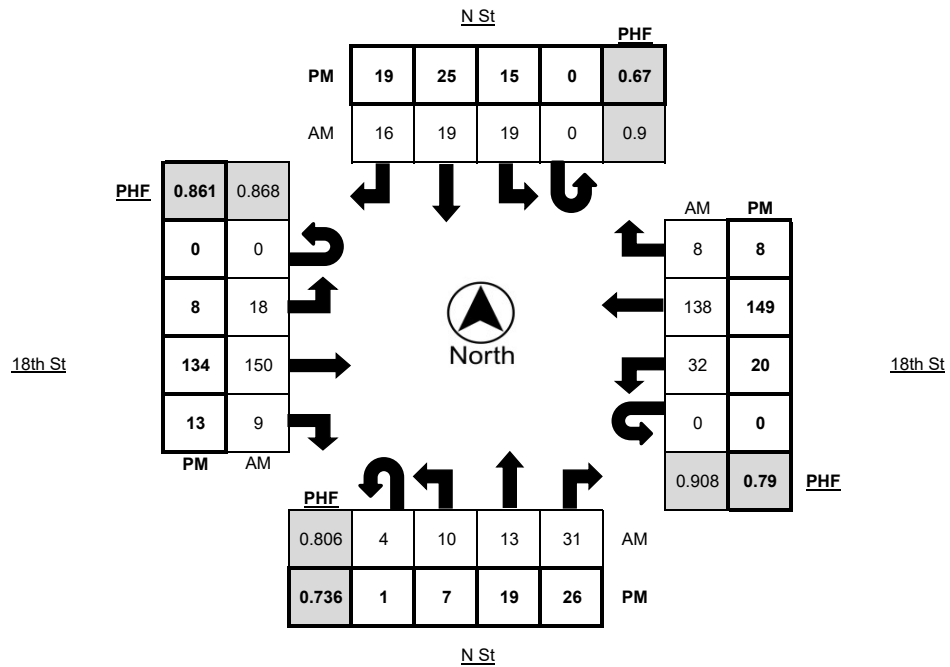 N St
PHF
PM 19 25 15 0 0.67
AM 16 19 19 0 0.9
PHF 0.861 0.868
0 0
8 18
134 150
13 9
PM AM
18th St
North
AM PM
8 8
138 149
32 20
0 0
0.908 0.79 PHF
18th St
PHF
0.806 4 10 13 31 AM
0.736 1 7 19 26 PM
N St